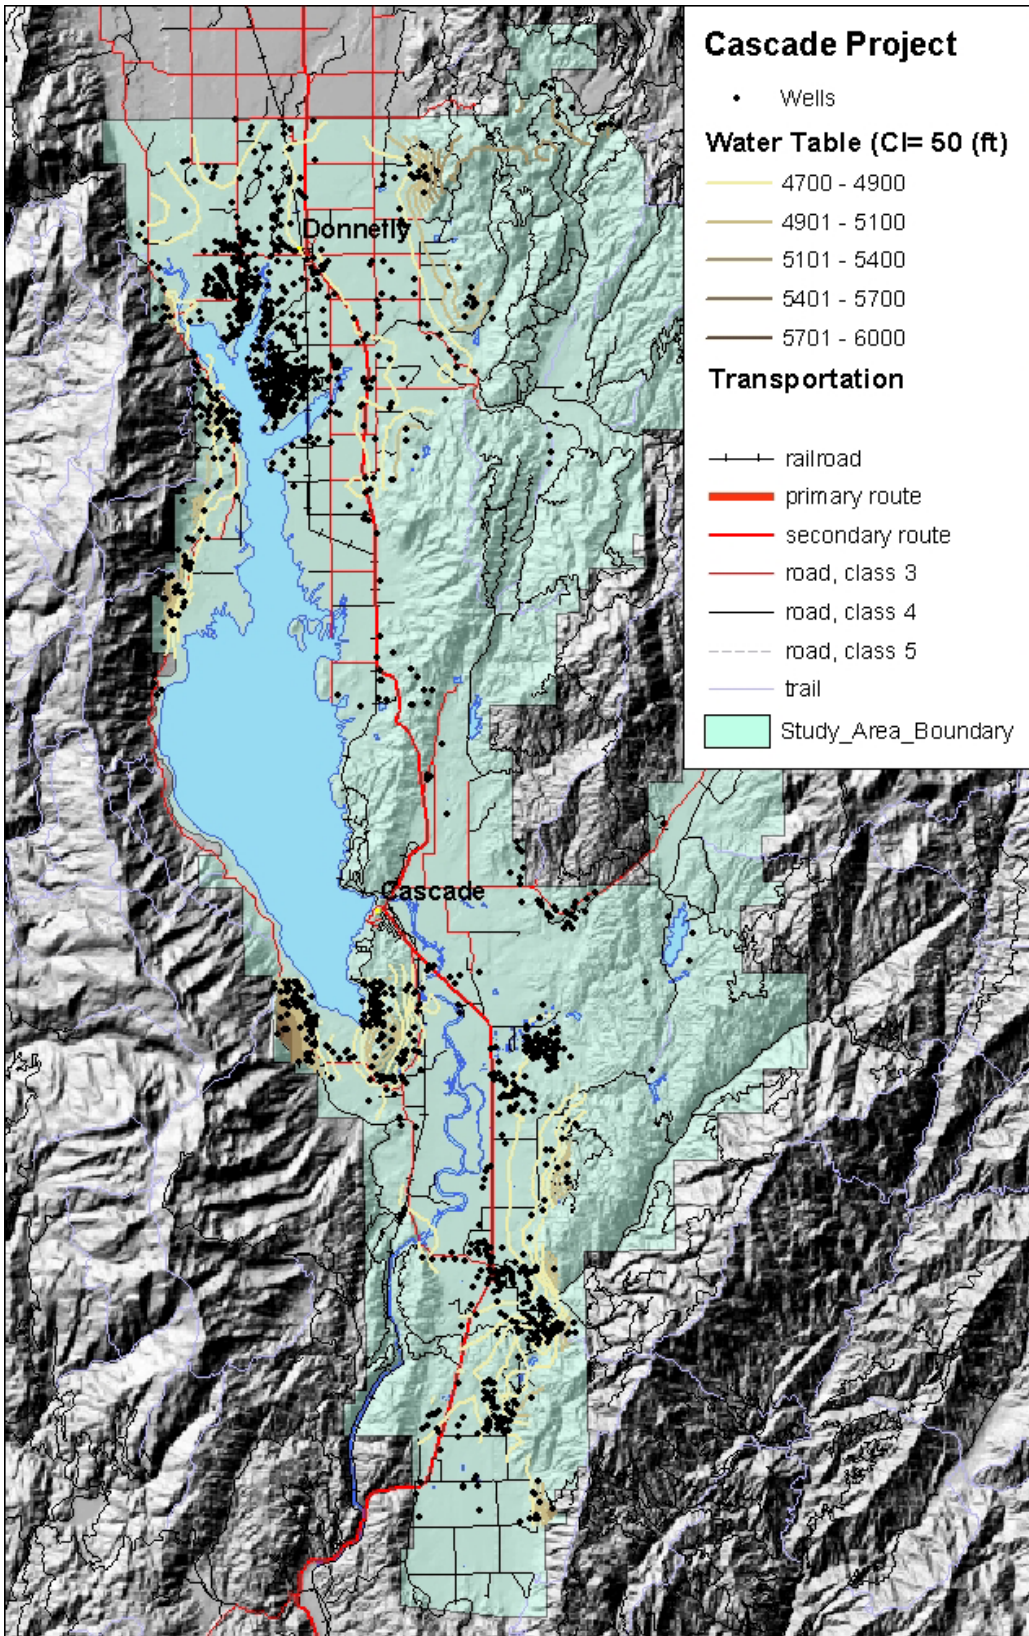 Cascade Project
Wells
Water Table (CI= 50 (ft)
4700 - 4900
4901 - 5100
5101 - 5400
5401 - 5700
5701 - 6000
Transportation
railroad
primary route
secondary route
road, class 3
road, class 4
road, class 5
trail
Study_Area_Boundary
Donnelly
Cascade